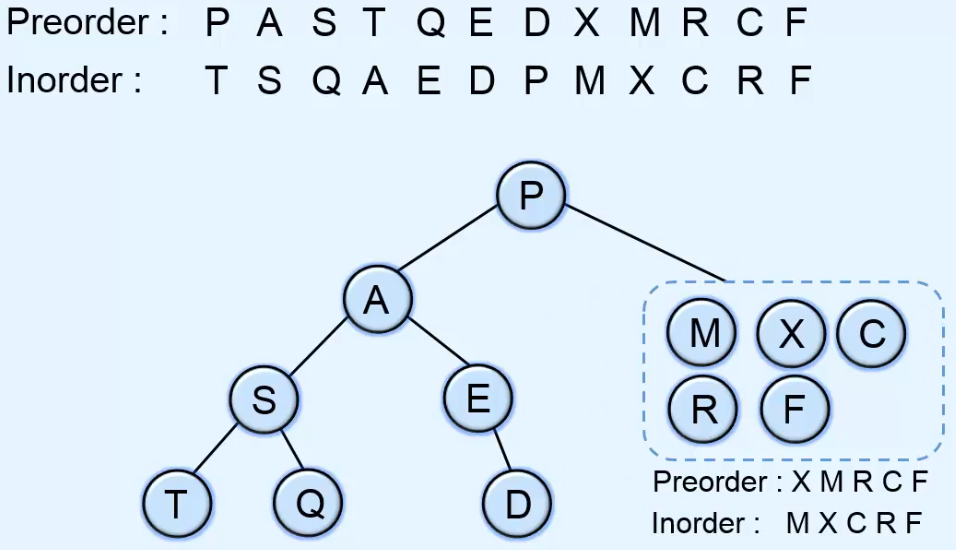 Preorder : P A S T Q E D X M R C F
Inorder : T S Q A E D P M X C R F
P
A
M X C
S E
R F
T Q D
Preorder : X M R C F
Inorder : M X C R F